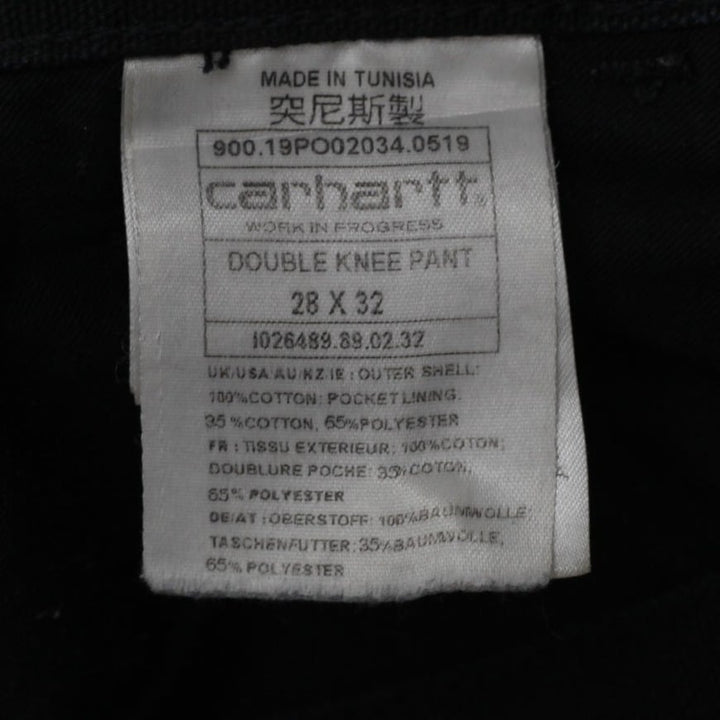 MADE IN TUNISIA
突尼斯製
900.19PO02034.0519
carhartt
WORK IN PROGRESS
DOUBLE KNEE PANT
28 X 32
I026489.89.02.32
UK/USA/AU/NZ/IE : OUTER SHELL:
100%COTTON: POCKET LINING.
35%COTTON, 65%POLYESTER
FR : TISSU EXTERIEUR: 100%COTON;
DOUBLURE POCHE: 35%COTON,
65% POLYESTER
DE/AT :OBERSTOFF: 100%BAUMWOLLE;
TASCHENFUTTER:35%BAUMWOLLE,
65% POLYESTER